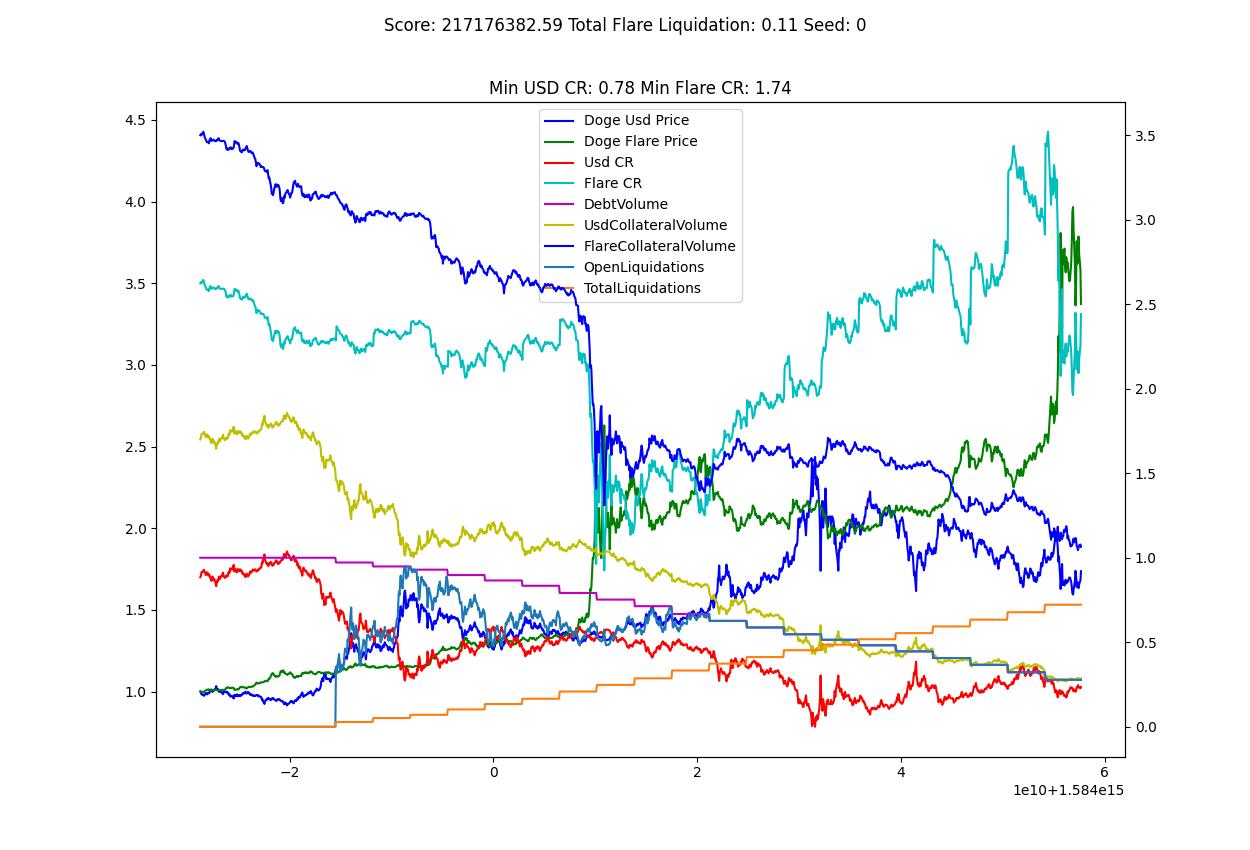 Score: 217176382.59 Total Flare Liquidation: 0.11 Seed: 0
Min USD CR: 0.78 Min Flare CR: 1.74
Doge Usd Price
Doge Flare Price
Usd CR
Flare CR
DebtVolume
UsdCollateralVolume
FlareCollateralVolume
OpenLiquidations
TotalLiquidations
4.5
4.0
3.5
3.0
2.5
2.0
1.5
1.0
3.5
3.0
2.5
2.0
1.5
1.0
0.5
0.0
−2
0
2
4
6
1e10+1.584e15